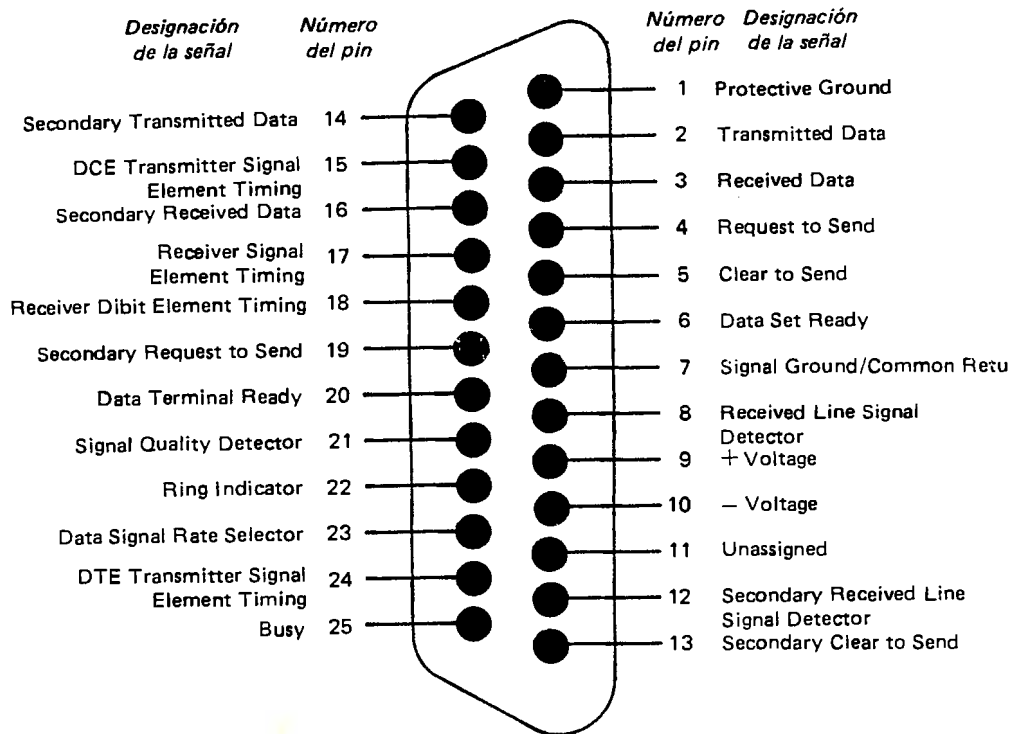 Designación
de la señal
Número
del pin
Secondary Transmitted Data 14
DCE Transmitter Signal 15
Element Timing
Secondary Received Data 16
Receiver Signal 17
Element Timing
Receiver Dibit Element Timing 18
Secondary Request to Send 19
Data Terminal Ready 20
Signal Quality Detector 21
Ring Indicator 22
Data Signal Rate Selector 23
DTE Transmitter Signal 24
Element Timing
Busy 25
Número
del pin
Designación
de la señal
1 Protective Ground
2 Transmitted Data
3 Received Data
4 Request to Send
5 Clear to Send
6 Data Set Ready
7 Signal Ground/Common Retu
8 Received Line Signal
Detector
9 + Voltage
10 – Voltage
11 Unassigned
12 Secondary Received Line
Signal Detector
13 Secondary Clear to Send